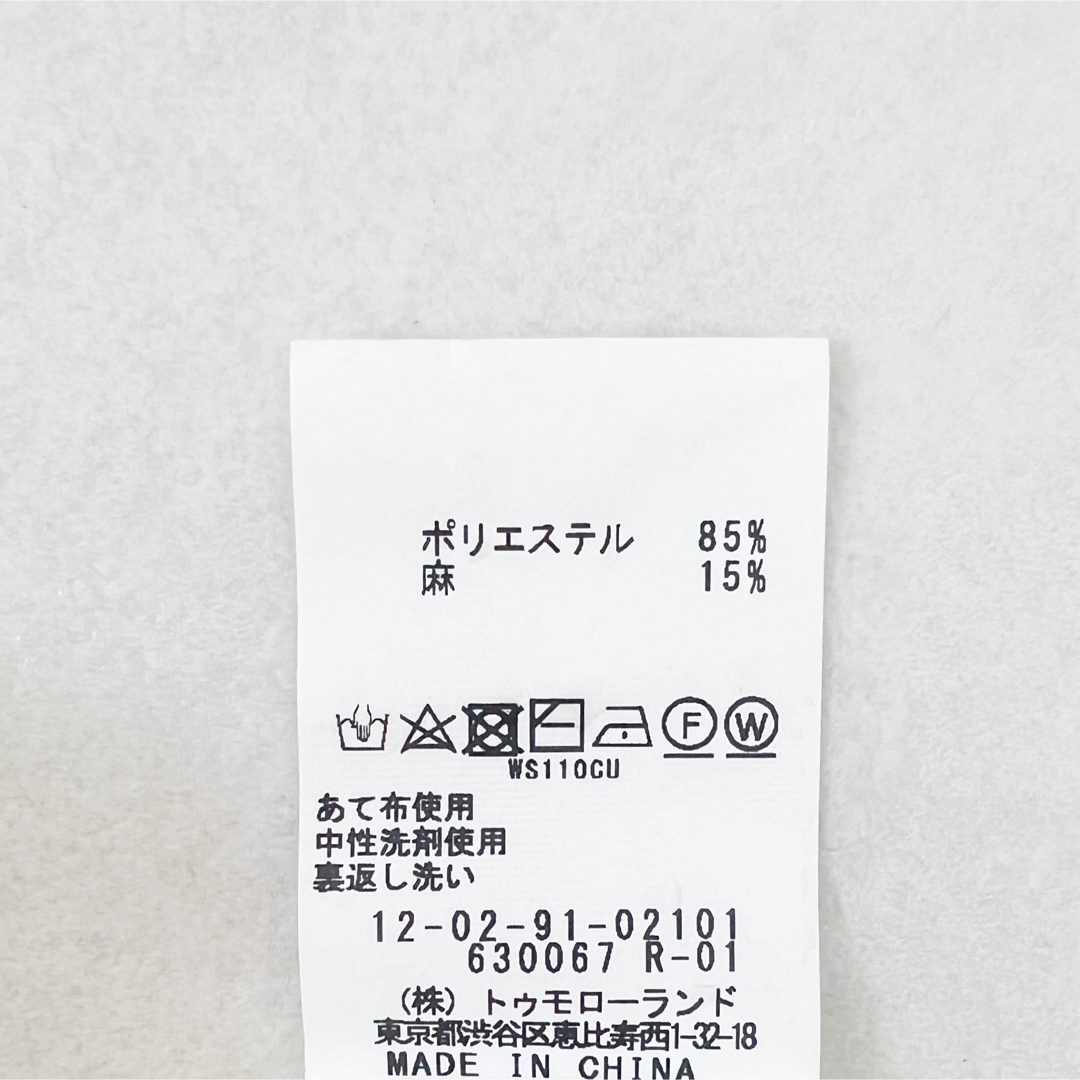 ポリエステル 85%
麻 15%
F W
WS110CU
あて布使用
中性洗剤使用
裏返し洗い
12-02-91-02101
630067 R-01
(株)トゥモローランド
東京都渋谷区恵比寿西1-32-18
MADE IN CHINA